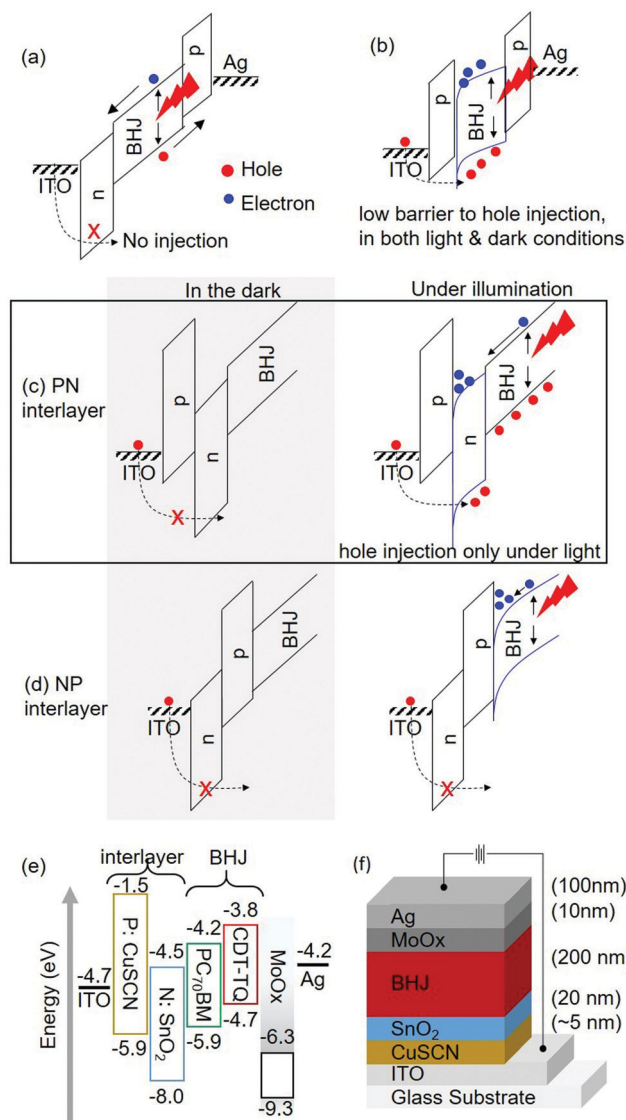 (a)
p
Ag
BHJ
ITO
n
X
No injection
Hole
Electron
(b)
p
Ag
p
BHJ
ITO
low barrier to hole injection,
in both light & dark conditions
In the dark
Under illumination
(c) PN
interlayer
p
n
BHJ
ITO
X
p
n
BHJ
ITO
hole injection only under light
(d) NP
interlayer
n
p
BHJ
ITO
X
n
p
BHJ
ITO
X
(e)
interlayer
BHJ
Energy (eV)
-4.7
ITO
-1.5
P: CuSCN
-5.9
-4.5
N: SnO₂
-8.0
-4.2
PC₇₀BM
-5.9
-3.8
CDT-TQ
-4.7
MoOx
-6.3
-9.3
-4.2
Ag
(f)
Ag
(100nm)
MoOx
(10nm)
BHJ
(200 nm)
SnO₂
(20 nm)
CuSCN
(~5 nm)
ITO
Glass Substrate